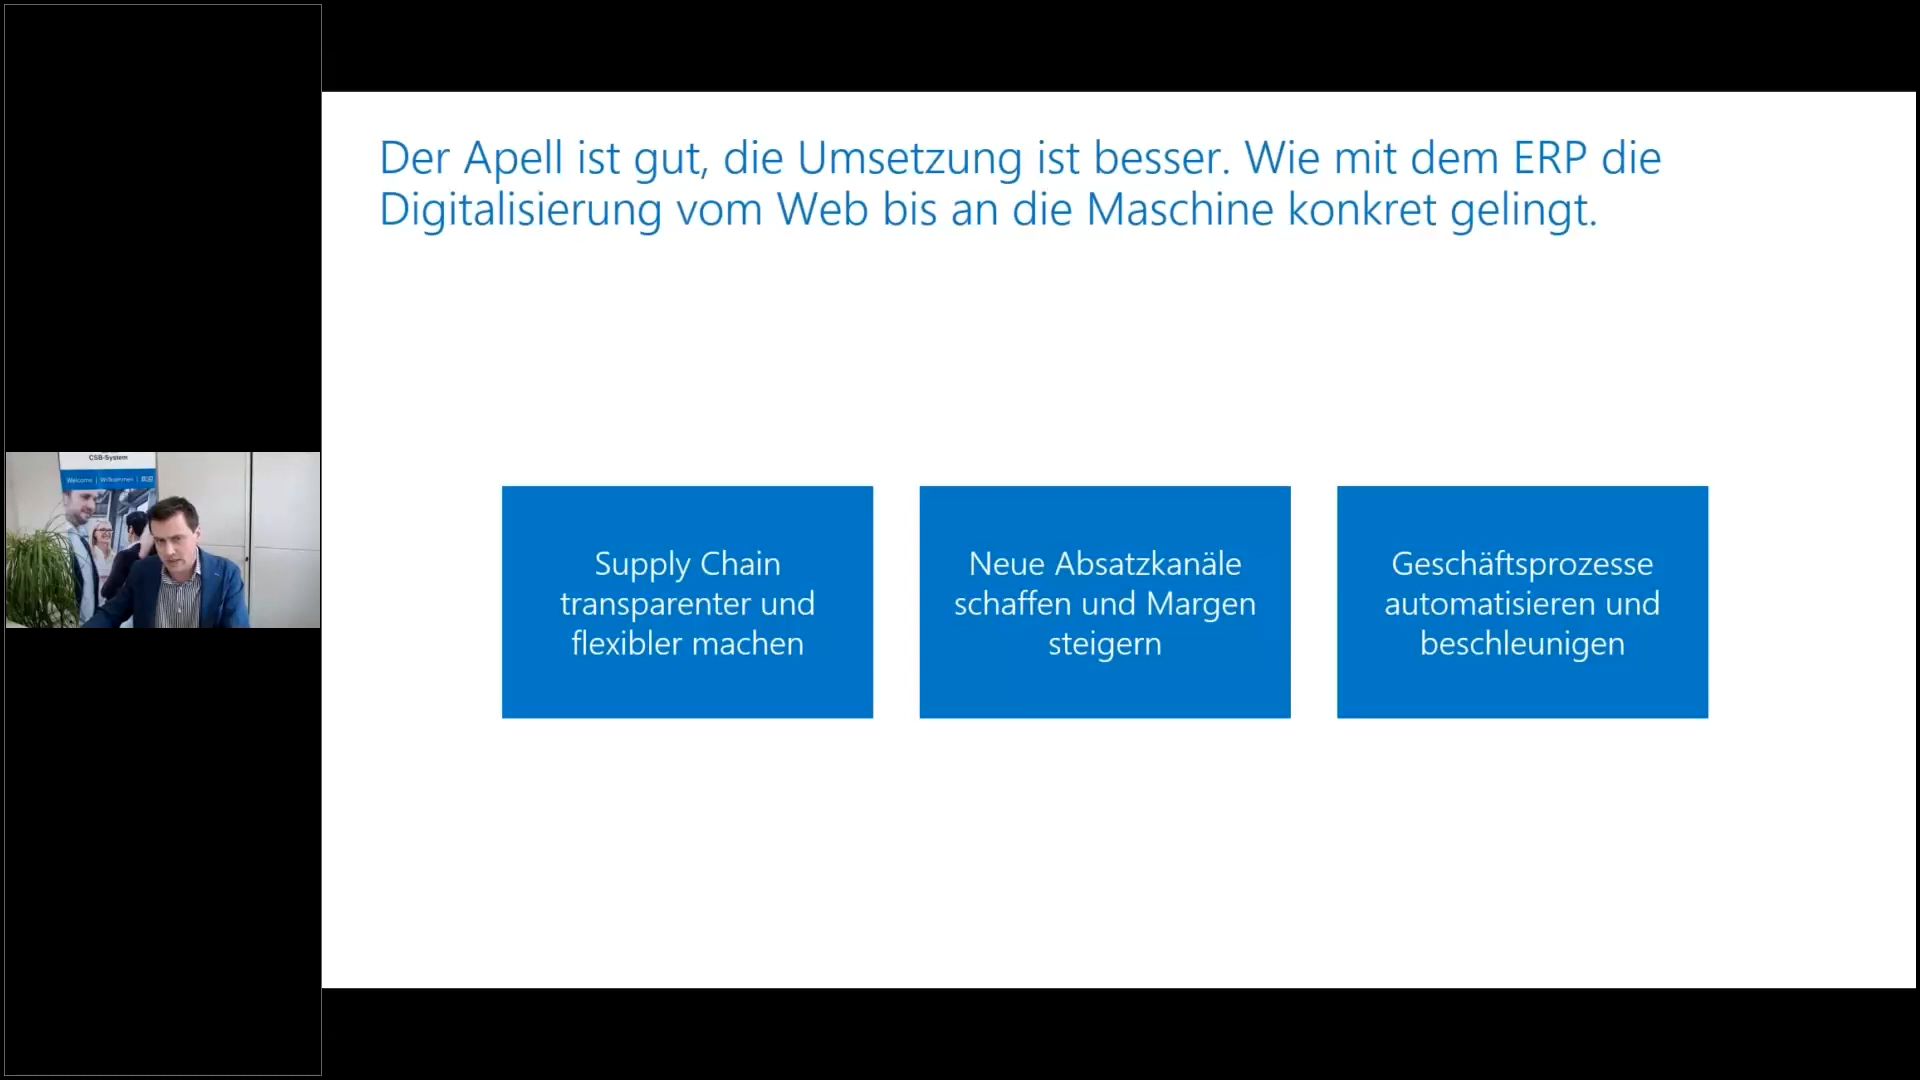 Der Apell ist gut, die Umsetzung ist besser. Wie mit dem ERP die
Digitalisierung vom Web bis an die Maschine konkret gelingt.
CSB-System
Welcome | Willkommen |
Supply Chain
transparenter und
flexibler machen
Neue Absatzkanäle
schaffen und Margen
steigern
Geschäftsprozesse
automatisieren und
beschleunigen